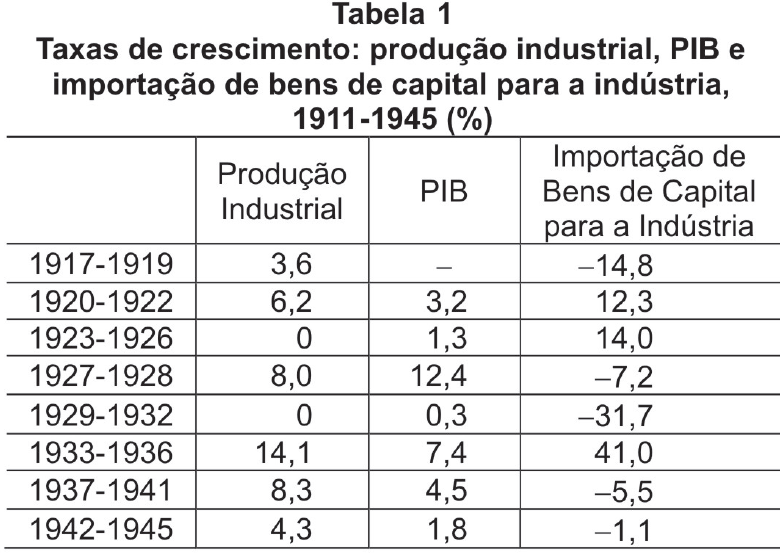 Tabela 1
Taxas de crescimento: produção industrial, PIB e
importação de bens de capital para a indústria,
1911-1945 (%)
Produção
Industrial
PIB
Importação de
Bens de Capital
para a Indústria
1917-1919 3,6 – –14,8
1920-1922 6,2 3,2 12,3
1923-1926 0 1,3 14,0
1927-1928 8,0 12,4 –7,2
1929-1932 0 0,3 –31,7
1933-1936 14,1 7,4 41,0
1937-1941 8,3 4,5 –5,5
1942-1945 4,3 1,8 –1,1